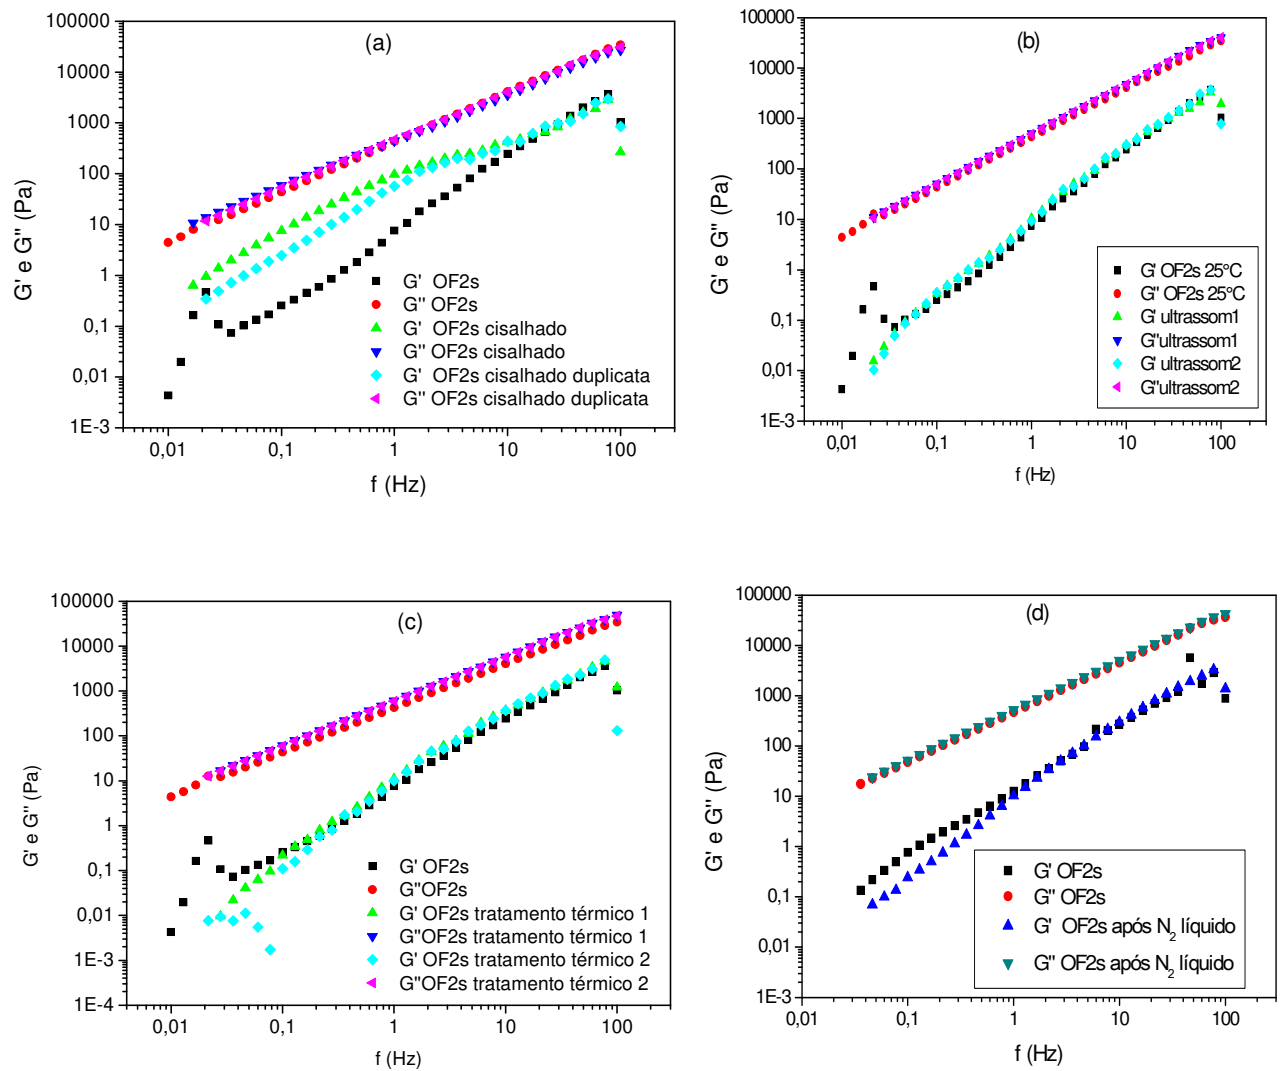 (a)
G' e G'' (Pa)
100000
10000
1000
100
10
1
0,1
0,01
1E-3
0,01 0,1 1 10 100
f (Hz)
G' OF2s
G'' OF2s
G' OF2s cisalhado
G'' OF2s cisalhado
G' OF2s cisalhado duplicata
G'' OF2s cisalhado duplicata
(b)
G' e G'' (Pa)
100000
10000
1000
100
10
1
0,1
0,01
1E-3
0,01 0,1 1 10 100
f (Hz)
G' OF2s 25°C
G'' OF2s 25°C
G' ultrassom1
G''ultrassom1
G' ultrassom2
G''ultrassom2
(c)
G' e G'' (Pa)
100000
10000
1000
100
10
1
0,1
0,01
1E-3
1E-4
0,01 0,1 1 10 100
f (Hz)
G' OF2s
G''OF2s
G' OF2s tratamento térmico 1
G''OF2s tratamento térmico 1
G' OF2s tratamento térmico 2
G''OF2s tratamento térmico 2
(d)
G' e G'' (Pa)
100000
10000
1000
100
10
1
0,1
0,01
1E-3
0,01 0,1 1 10 100
f (Hz)
G' OF2s
G'' OF2s
G' OF2s após N₂ líquido
G'' OF2s após N₂ líquido